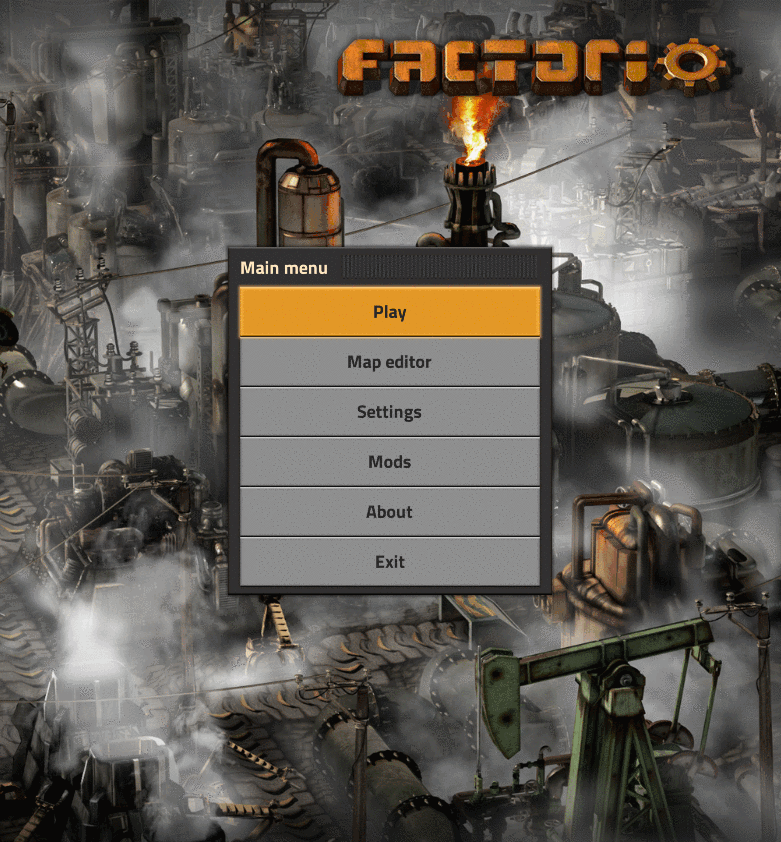 FACTORIO
Main menu
Play
Map editor
Settings
Mods
About
Exit